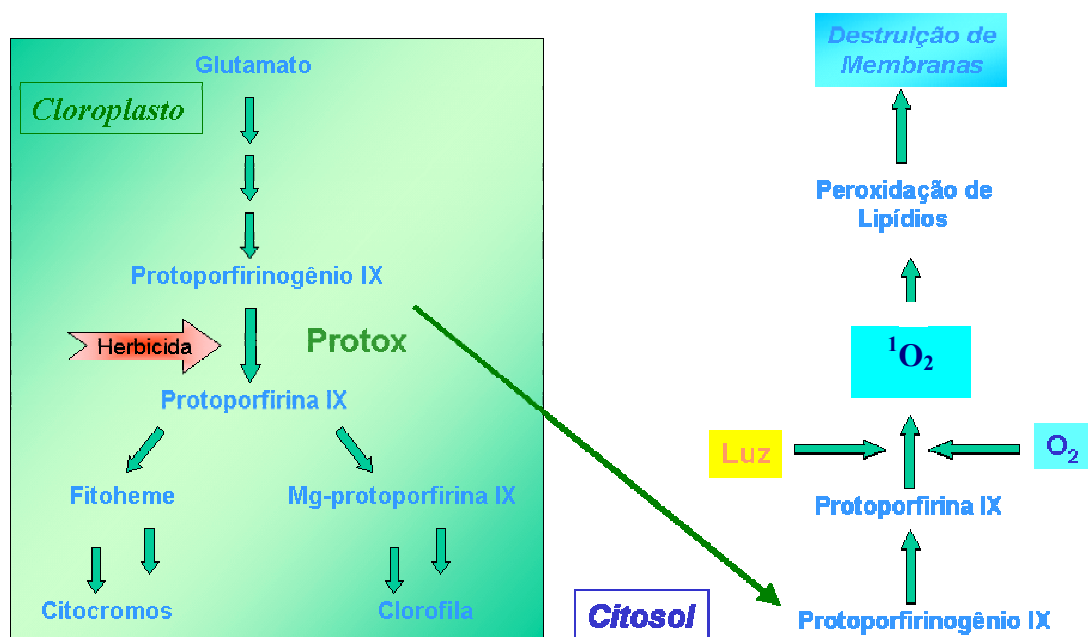 Glutamato
Cloroplasto
Protoporfirinogênio IX
Herbicida
Protox
Protoporfirina IX
Fitoheme
Mg-protoporfirina IX
Citocromos
Clorofila
Destruição de
Membranas
Peroxidação de
Lipídios
¹O₂
Luz
O₂
Protoporfirina IX
Citosol
Protoporfirinogênio IX